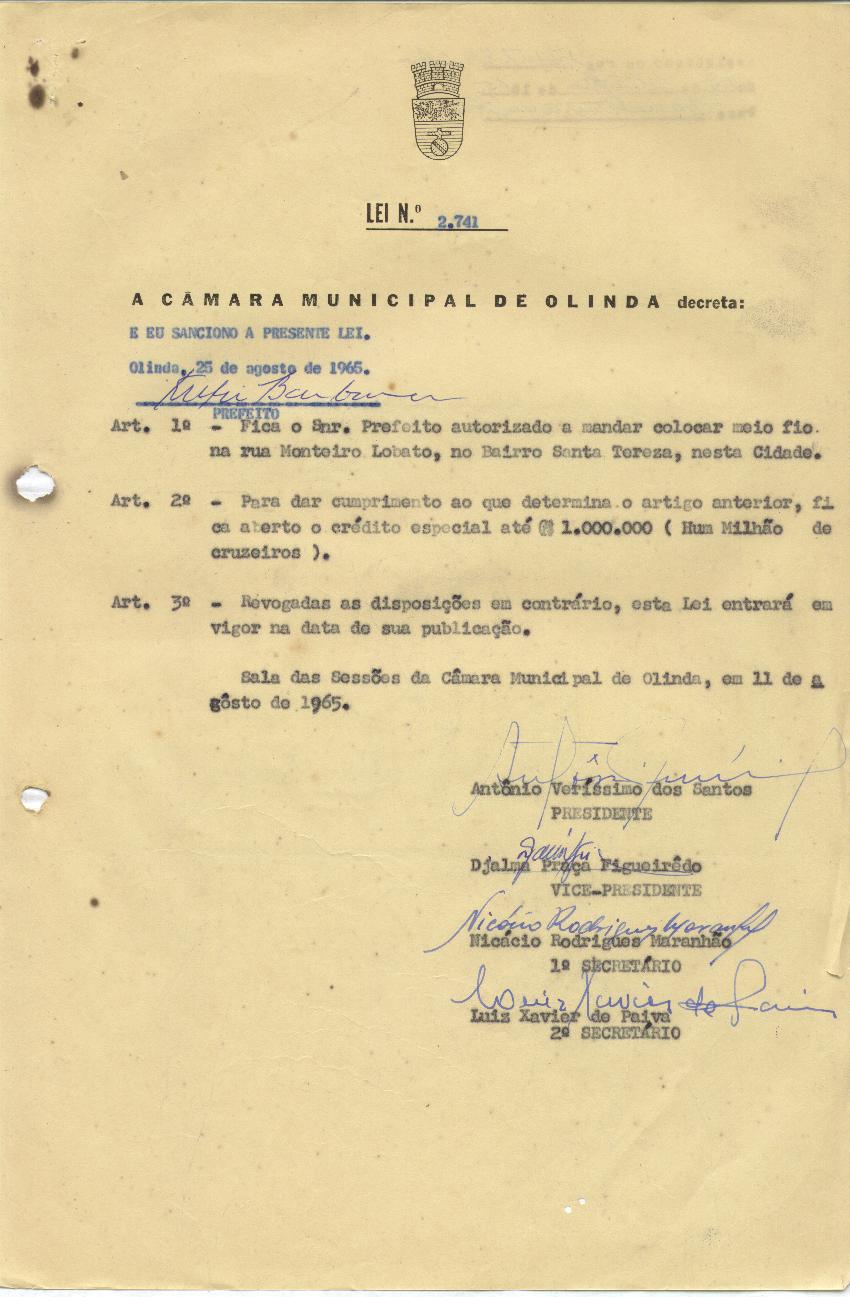 LEI N.º 2.741
A CÂMARA MUNICIPAL DE OLINDA decreta:
E EU SANCIONO A PRESENTE LEI.
Olinda, 25 de agosto de 1965.
PREFEITO
Art. 1º - Fica o Snr. Prefeito autorizado a mandar colocar meio fio
na rua Monteiro Lobato, no Bairro Santa Tereza, nesta Cidade.
Art. 2º - Para dar cumprimento ao que determina o artigo anterior, fi
ca aberto o crédito especial até 1.000.000 ( Hum Milhão de
cruzeiros ).
Art. 3º - Revogadas as disposições em contrário, esta Lei entrará em
vigor na data de sua publicação.
Sala das Sessões da Câmara Municipal de Olinda, em 11 de a
gôsto de 1965.
Antônio Veríssimo dos Santos
PRESIDENTE
Djalma Praça Figueirêdo
VICE-PRESIDENTE
Nicácio Rodrigues Maranhão
Nicácio Rodrigues Maranhão
1º SECRETÁRIO
Luiz Xavier de Paiva
Luiz Xavier de Paiva
2º SECRETÁRIO